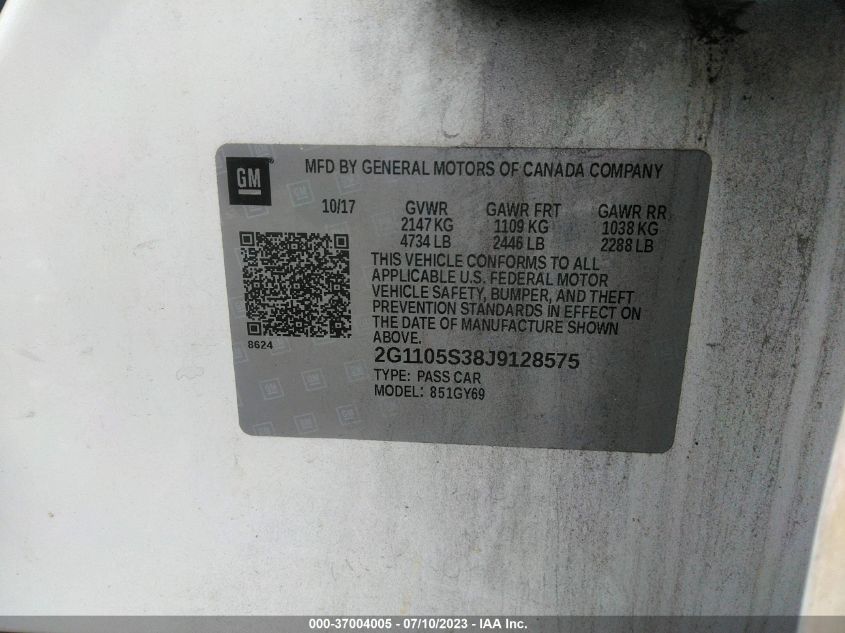 GM
MFD BY GENERAL MOTORS OF CANADA COMPANY
10/17 GVWR GAWR FRT GAWR RR
2147 KG 1109 KG 1038 KG
4734 LB 2446 LB 2288 LB
THIS VEHICLE CONFORMS TO ALL
APPLICABLE U.S. FEDERAL MOTOR
VEHICLE SAFETY, BUMPER, AND THEFT
PREVENTION STANDARDS IN EFFECT ON
THE DATE OF MANUFACTURE SHOWN
ABOVE.
8624
2G1105S38J9128575
TYPE: PASS CAR
MODEL: 851GY69
000-37004005 - 07/10/2023 - IAA Inc.